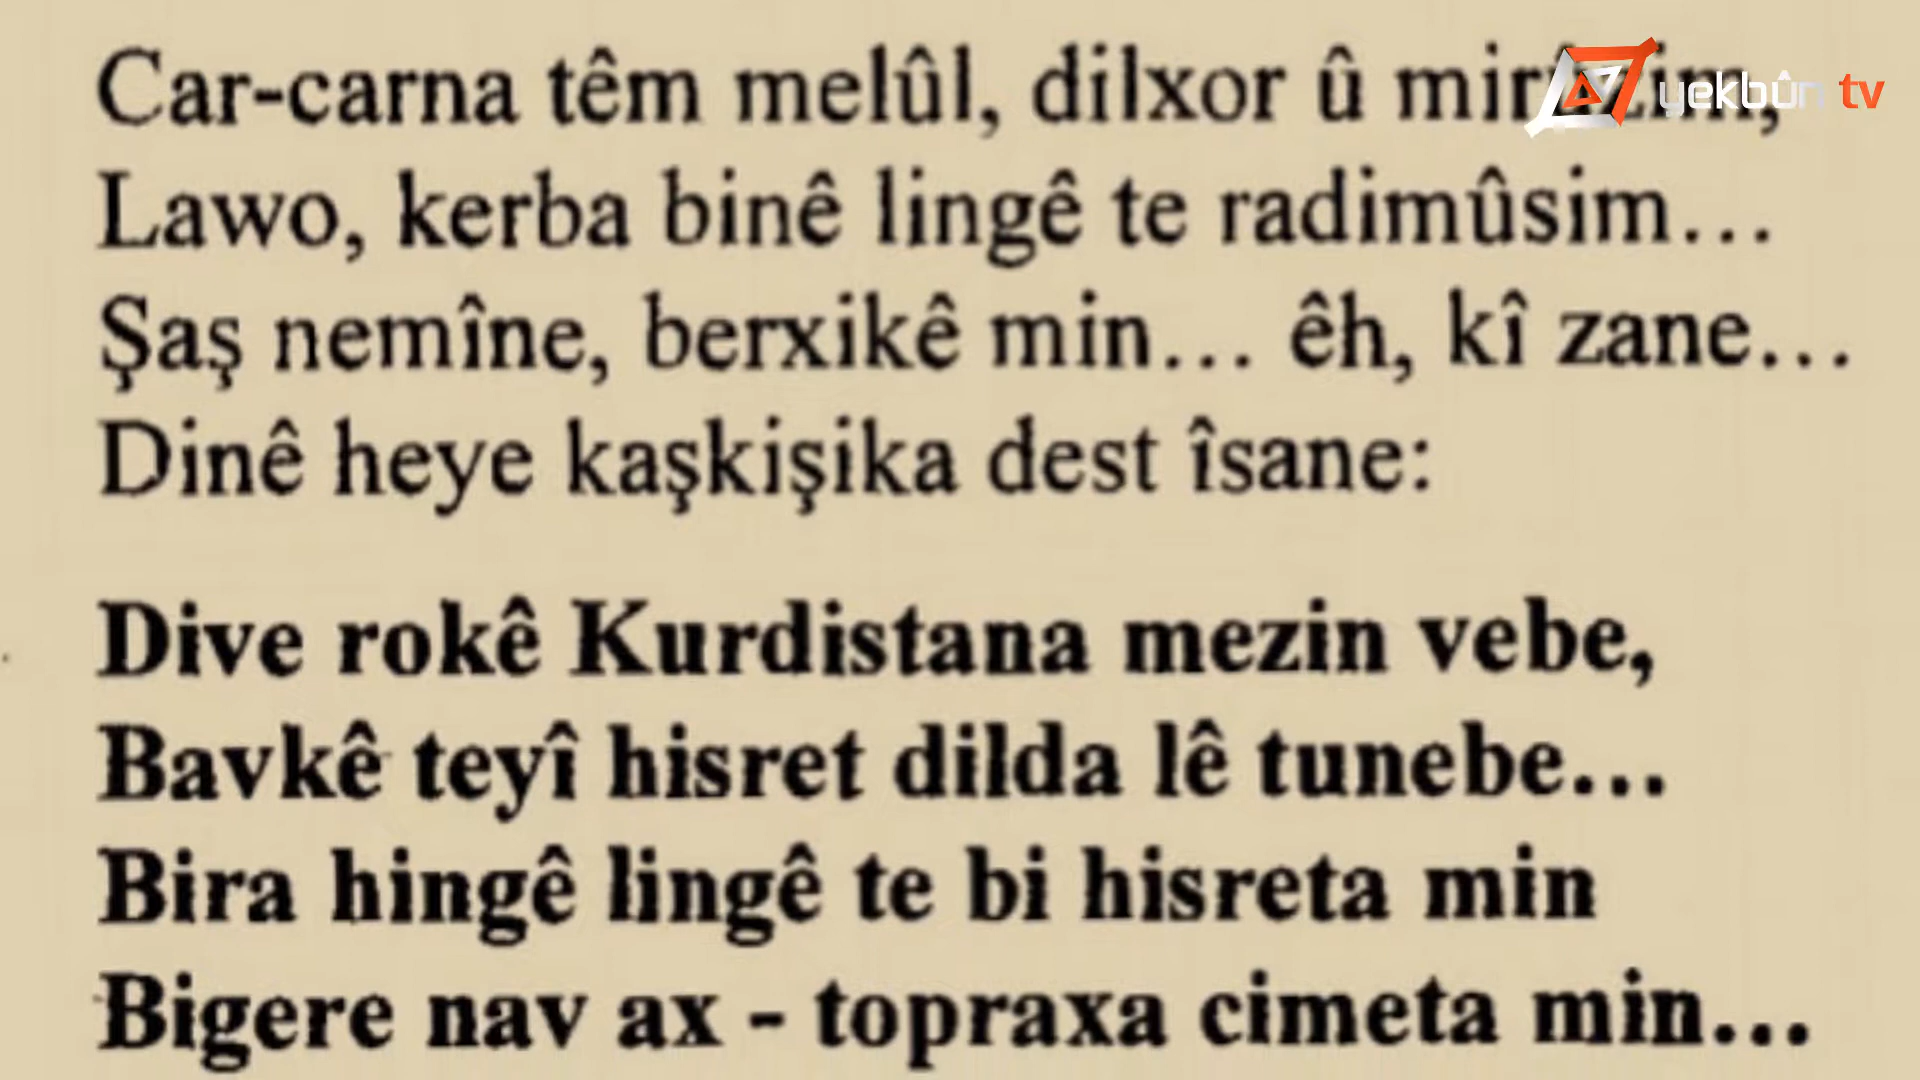 Car-carna têm melûl, dilxor û
Lawo, kerba binê lingê te radimûsim…
Şaş nemîne, berxikê min… êh, kî zane…
Dinê heye kaşkişika dest îsane:
Dive rokê Kurdistana mezin vebe,
Bavkê teyî hisret dilda lê tunebe…
Bira hingê lingê te bi hisreta min
Bigere nav ax - topraxa cimeta min…
yekbûn tv